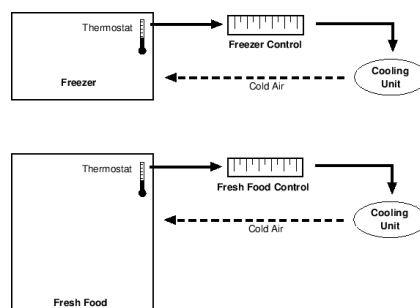 Thermostat
Freezer Control
Freezer
Cold Air
Cooling
Unit
Thermostat
Fresh Food Control
Cold Air
Cooling
Unit
Fresh Food